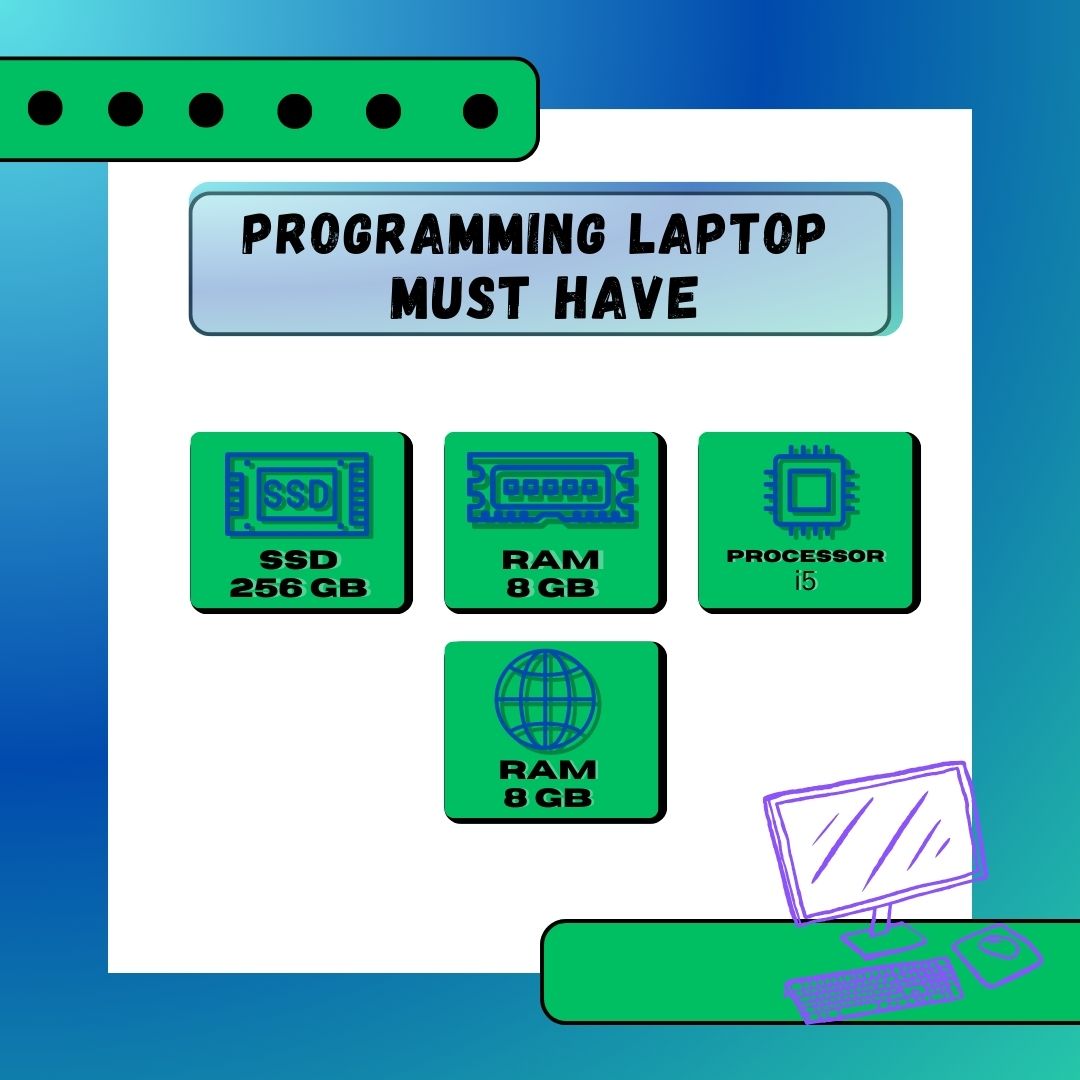 PROGRAMMING LAPTOP
MUST HAVE
SSD
SSD
256 GB
RAM
8 GB
PROCESSOR
i5
RAM
8 GB